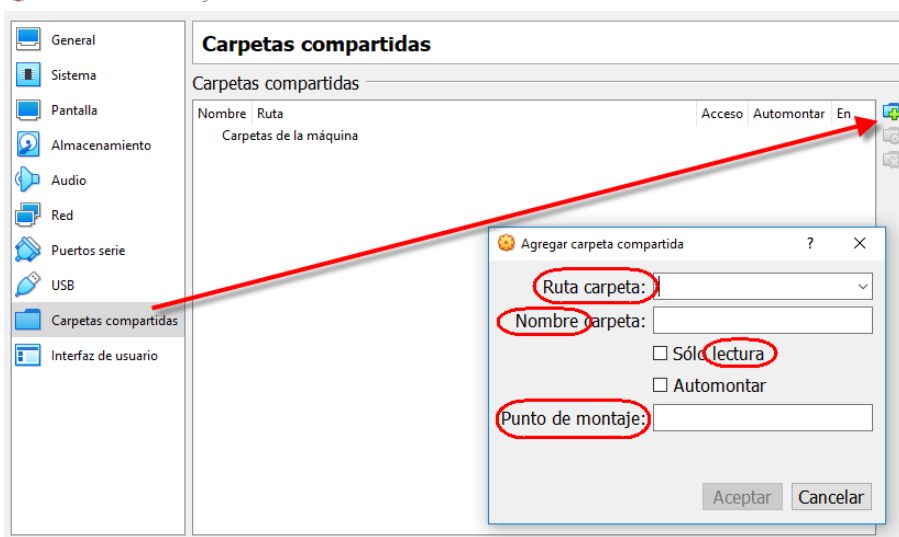 General
Sistema
Pantalla
Almacenamiento
Audio
Red
Puertos serie
USB
Carpetas compartidas
Interfaz de usuario
Carpetas compartidas
Carpetas compartidas
Nombre Ruta Acceso Automontar En
Carpetas de la máquina
Agregar carpeta compartida ? ×
Ruta carpeta:
Nombre carpeta:
Sólo lectura
Automontar
Punto de montaje:
Aceptar Cancelar